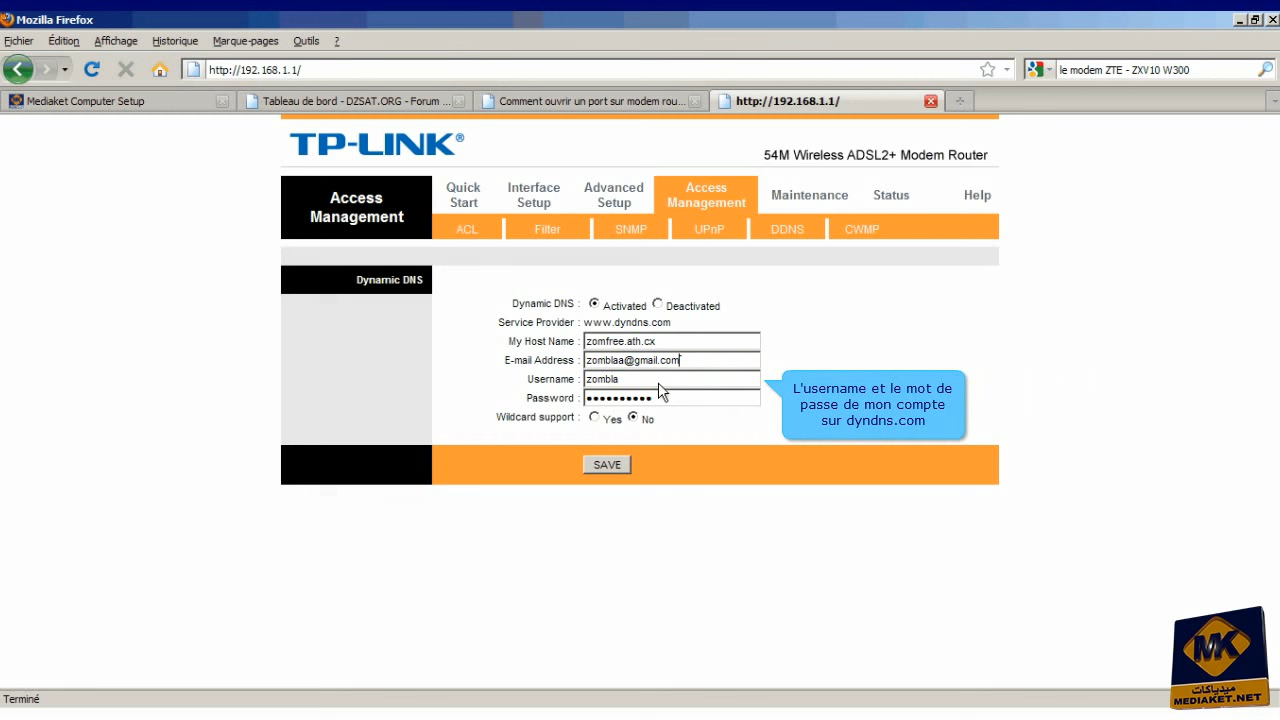 Mozilla Firefox
Fichier Édition Affichage Historique Marque-pages Outils ?
http://192.168.1.1/
le modem ZTE - ZXV10 W300
Mediaket Computer Setup
Tableau de bord - DZSAT.ORG - Forum ...
Comment ouvrir un port sur modem rou...
http://192.168.1.1/
TP-LINK®
54M Wireless ADSL2+ Modem Router
Access
Management
Quick
Start
Interface
Setup
Advanced
Setup
Access
Management
Maintenance
Status
Help
ACL
Filter
SNMP
UPnP
DDNS
CWMP
Dynamic DNS
Dynamic DNS : Activated Deactivated
Service Provider : www.dyndns.com
My Host Name : zomfree.ath.cx
E-mail Address : zomblaa@gmail.com
Username : zombla
Password : ••••••••••
Wildcard support : Yes No
L'username et le mot de
passe de mon compte
sur dyndns.com
SAVE
MK
ميدياكات
MEDIAKET.NET
Terminé